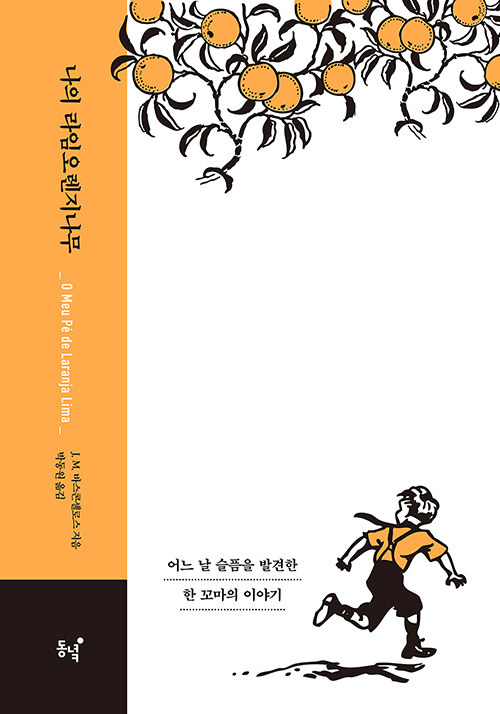 나의 라임오렌지나무
_ O Meu Pé de Laranja Lima _
J. M. 바스콘셀로스 지음
박동원 옮김
동녘
어느 날 슬픔을 발견한
한 꼬마의 이야기